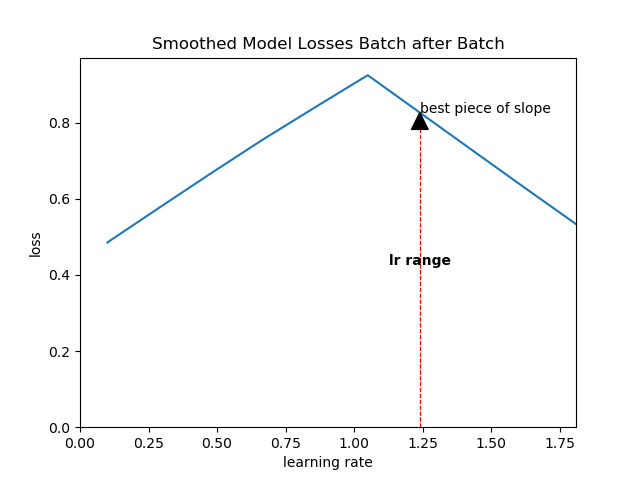 Smoothed Model Losses Batch after Batch
best piece of slope
0.8
0.6
loss
lr range
0.4
0.2
0.0
0.00 0.25 0.50 0.75 1.00 1.25 1.50 1.75
learning rate